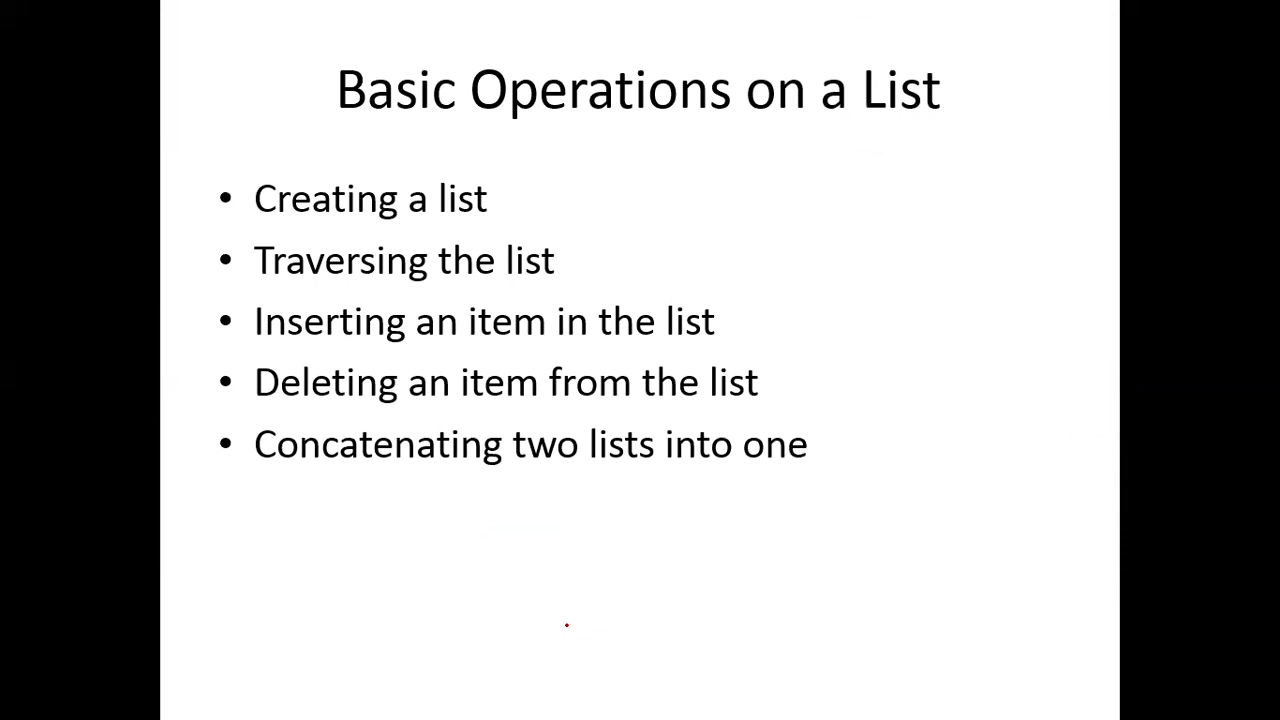 Basic Operations on a List
• Creating a list
• Traversing the list
• Inserting an item in the list
• Deleting an item from the list
• Concatenating two lists into one